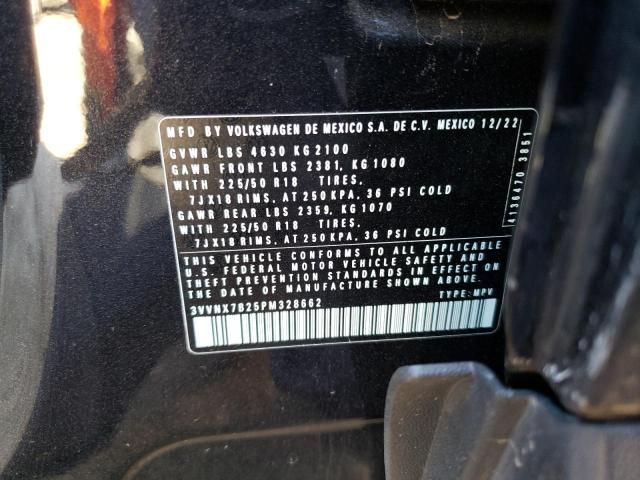 MFD BY VOLKSWAGEN DE MEXICO S.A. DE C.V. MEXICO 12/22
GVWR LBS 4630 KG 2100
GAWR FRONT LBS 2381, KG 1080
WITH 225/50 R18 TIRES,
7JX18 RIMS, AT 250 KPA, 36 PSI COLD
GAWR REAR LBS 2359, KG 1070
WITH 225/50 R18 TIRES,
7JX18 RIMS, AT 250 KPA, 36 PSI COLD
THIS VEHICLE CONFORMS TO ALL APPLICABLE
U.S. FEDERAL MOTOR VEHICLE SAFETY AND
THEFT PREVENTION STANDARDS IN EFFECT ON
THE DATE OF MANUFACTURE SHOWN ABOVE.
3VVNX7B25PM328662 TYPE: MPV
4136470 3851